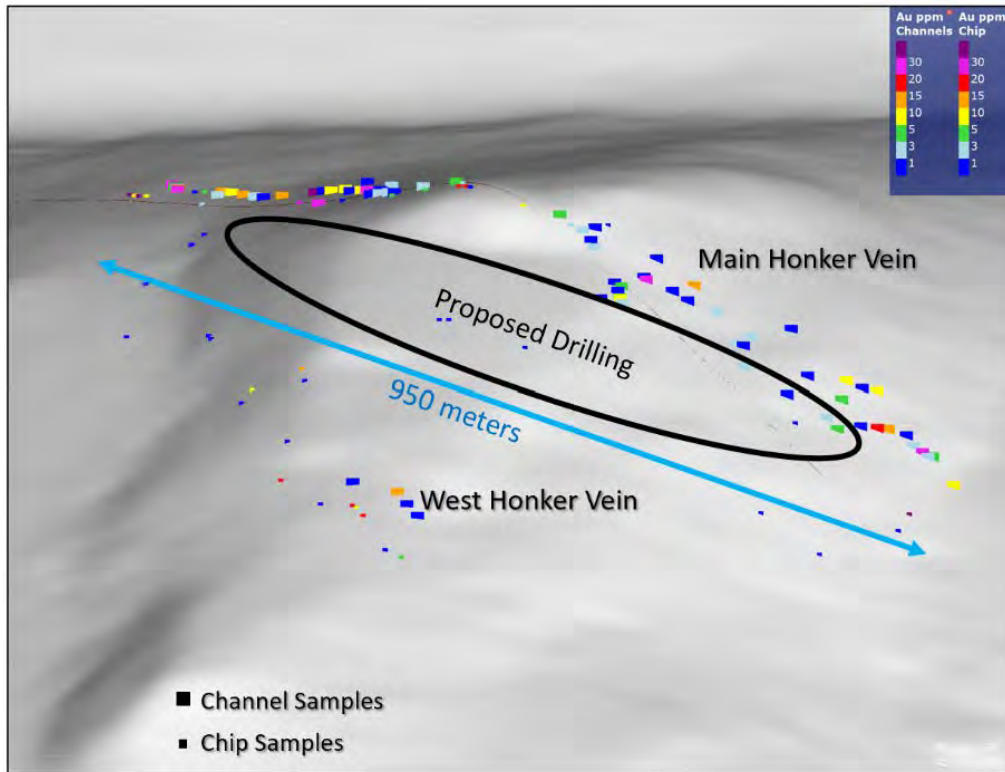 Au ppm Au ppm
Channels Chip
30 30
20 20
15 15
10 10
5 5
3 3
1 1
Main Honker Vein
Proposed Drilling
950 meters
West Honker Vein
Channel Samples
Chip Samples